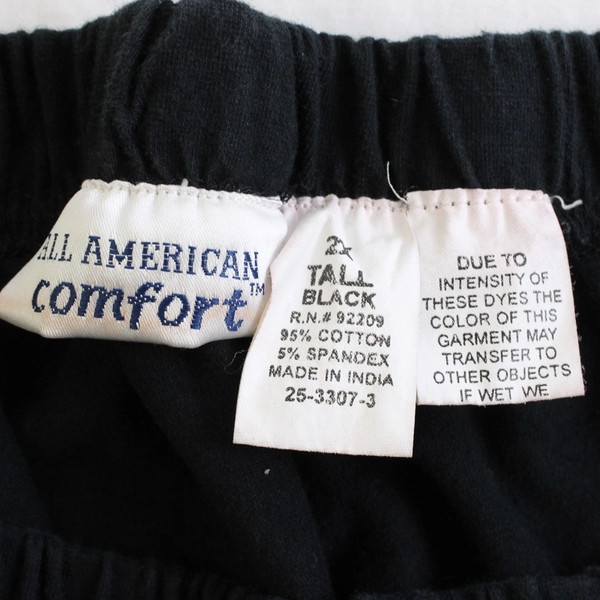 ALL AMERICAN
comfort™
2X
TALL
BLACK
R.N.# 92209
95% COTTON
5% SPANDEX
MADE IN INDIA
25-3307-3
DUE TO
INTENSITY OF
THESE DYES THE
COLOR OF THIS
GARMENT MAY
TRANSFER TO
OTHER OBJECTS
IF WET WE